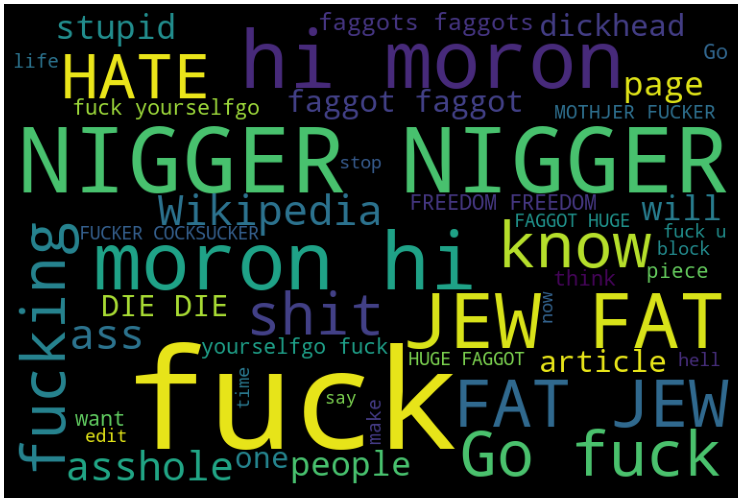 stupid
faggots faggots
dickhead
life
HATE
hi moron
Go
page
fuck yourselfgo
faggot faggot
MOTHJER FUCKER
NIGGER NIGGER
stop
Wikipedia
FREEDOM FREEDOM
will
FAGGOT HUGE
FUCKER COCKSUCKER
fucking
moron hi
know
fuck u
block
think
piece
DIE DIE
shit
JEW FAT
now
ass
yourselfgo fuck
HUGE FAGGOT
article
hell
fuck
time
say
FAT JEW
want
edit
make
asshole
one
people
Go fuck